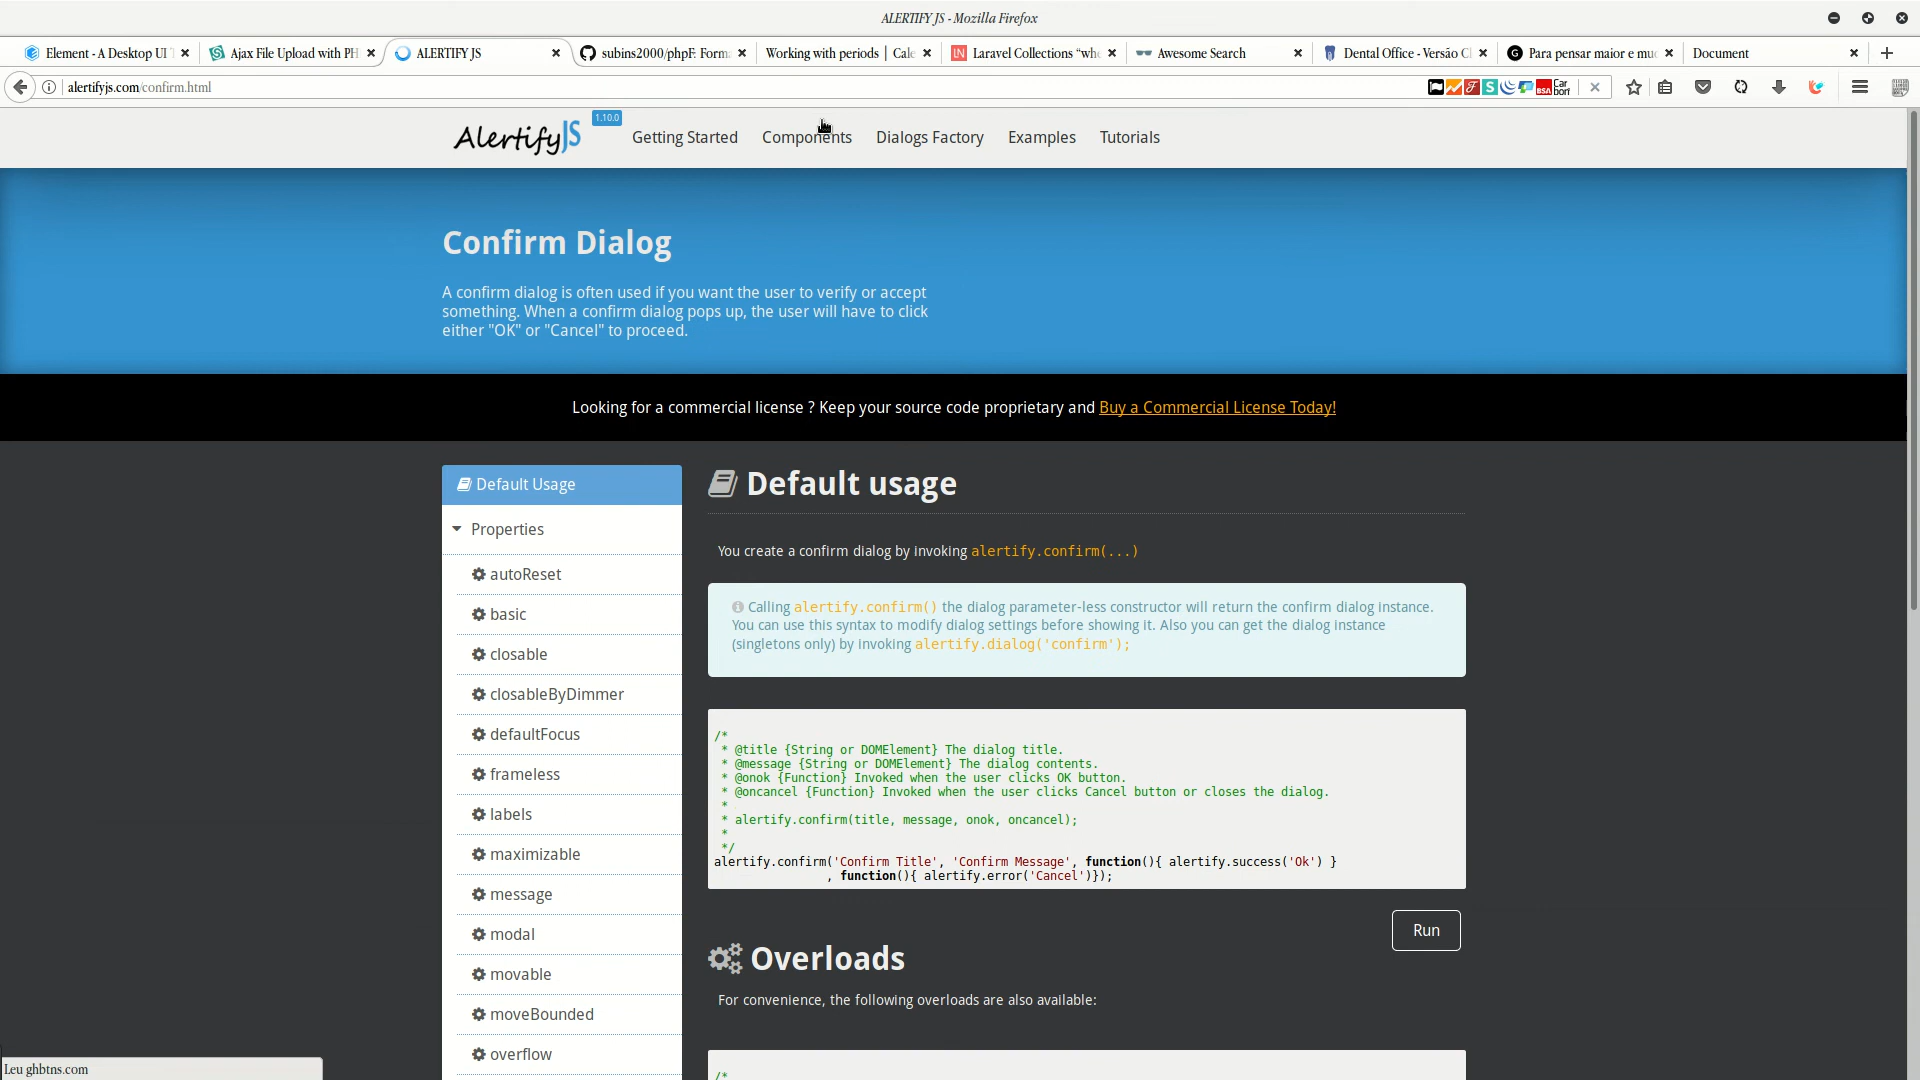 ALERTIFY JS - Mozilla Firefox
Element - A Desktop UI
Ajax File Upload with PH
ALERTIFY JS
subins2000/phpF: Form
Working with periods | Cale
Laravel Collections “whe
Awesome Search
Dental Office - Versão Cl
Para pensar maior e mu
Document
alertifyjs.com/confirm.html
BSA
Car
bon!
AlertifyJS
1.10.0
Getting Started
Components
Dialogs Factory
Examples
Tutorials
Confirm Dialog
A confirm dialog is often used if you want the user to verify or accept
something. When a confirm dialog pops up, the user will have to click
either "OK" or "Cancel" to proceed.
Looking for a commercial license ? Keep your source code proprietary and Buy a Commercial License Today!
Default Usage
Properties
autoReset
basic
closable
closableByDimmer
defaultFocus
frameless
labels
maximizable
message
modal
movable
moveBounded
overflow
Default usage
You create a confirm dialog by invoking alertify.confirm(...)
Calling alertify.confirm() the dialog parameter-less constructor will return the confirm dialog instance.
You can use this syntax to modify dialog settings before showing it. Also you can get the dialog instance
(singletons only) by invoking alertify.dialog('confirm');
/*
* @title {String or DOMElement} The dialog title.
* @message {String or DOMElement} The dialog contents.
* @onok {Function} Invoked when the user clicks OK button.
* @oncancel {Function} Invoked when the user clicks Cancel button or closes the dialog.
*
* alertify.confirm(title, message, onok, oncancel);
*
*/
alertify.confirm('Confirm Title', 'Confirm Message', function(){ alertify.success('Ok') }
, function(){ alertify.error('Cancel')});
Run
Overloads
For convenience, the following overloads are also available:
/*
Leu ghbtns.com